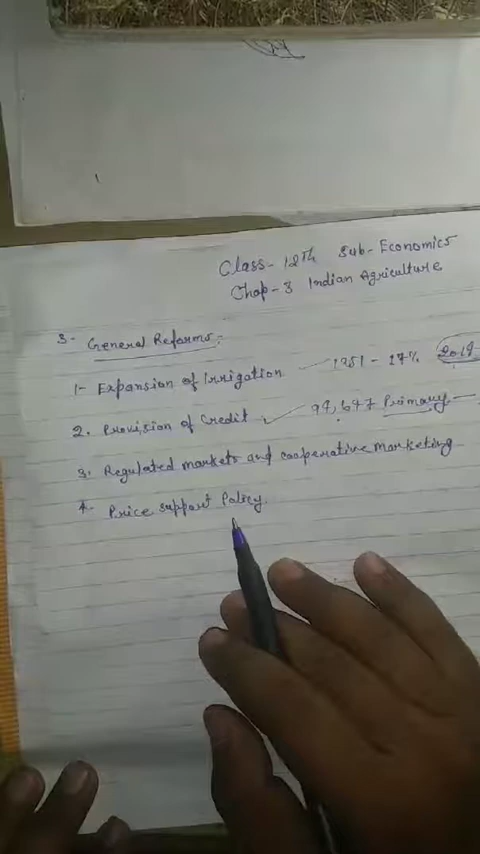 Class- 12th Sub- Economics
Chap- 3 Indian Agriculture
3- General Reforms:-
1- Expansion of Irrigation - 1951 - 17% 2019
2. Provision of Credit 94,647 Primary
3. Regulated markets and cooperative marketing
4- Price support Policy.